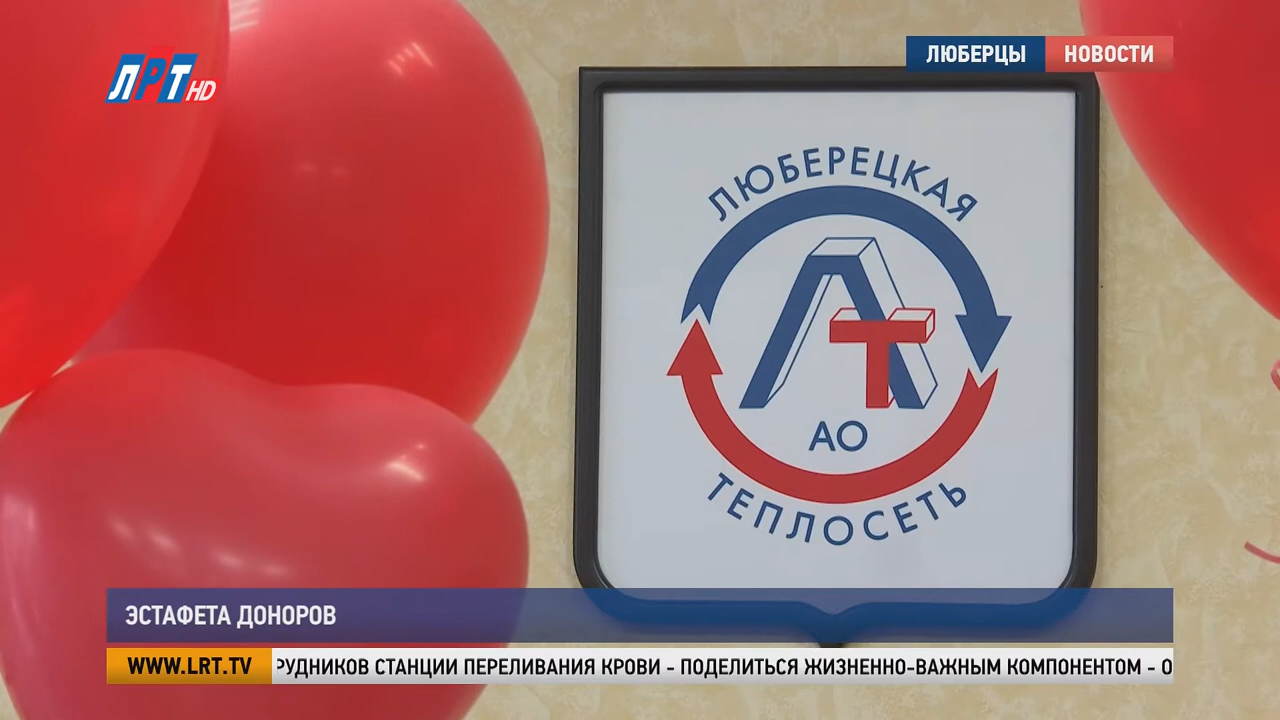 ЛРТ HD
ЛЮБЕРЦЫ НОВОСТИ
ЛЮБЕРЕЦКАЯ
ЛТ
АО
ТЕПЛОСЕТЬ
ЭСТАФЕТА ДОНОРОВ
WWW.LRT.TV СТАНЦИИ ПЕРЕЛИВАНИЯ КРОВИ - ПОДЕЛИТЬСЯ ЖИЗНЕННО-ВАЖНЫМ КОМПОНЕНТОМ - О